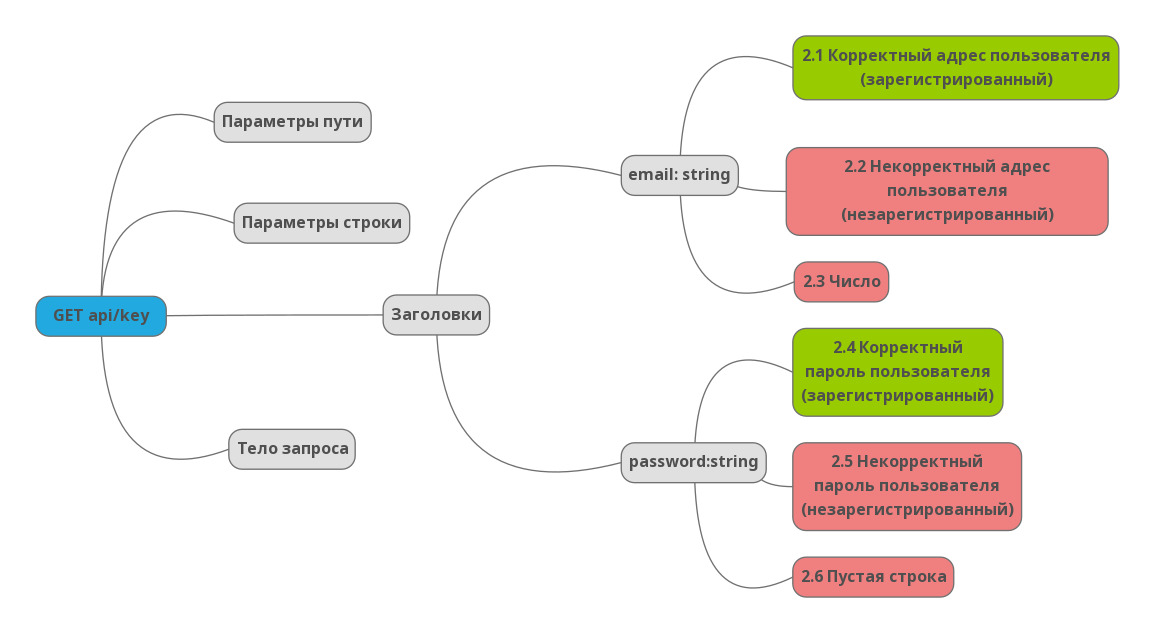 GET api/key
Параметры пути
Параметры строки
Заголовки
email: string
2.1 Корректный адрес пользователя
(зарегистрированный)
2.2 Некорректный адрес
пользователя
(незарегистрированный)
2.3 Число
password:string
2.4 Корректный
пароль пользователя
(зарегистрированный)
2.5 Некорректный
пароль пользователя
(незарегистрированный)
2.6 Пустая строка
Тело запроса